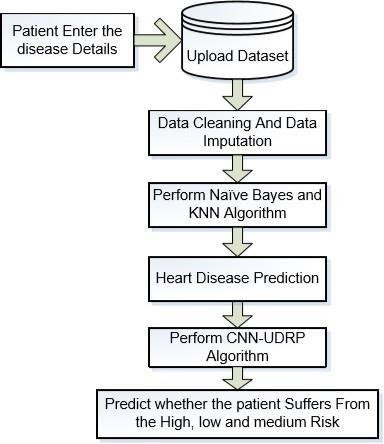 Patient Enter the
disease Details
Upload Dataset
Data Cleaning And Data
Imputation
Perform Naïve Bayes and
KNN Algorithm
Heart Disease Prediction
Perform CNN-UDRP
Algorithm
Predict whether the patient Suffers From
the High, low and medium Risk